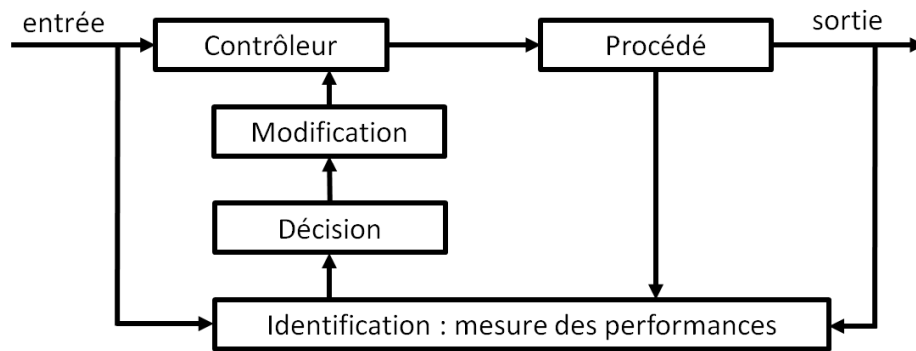 entrée
sortie
Contrôleur
Procédé
Modification
Décision
Identification : mesure des performances